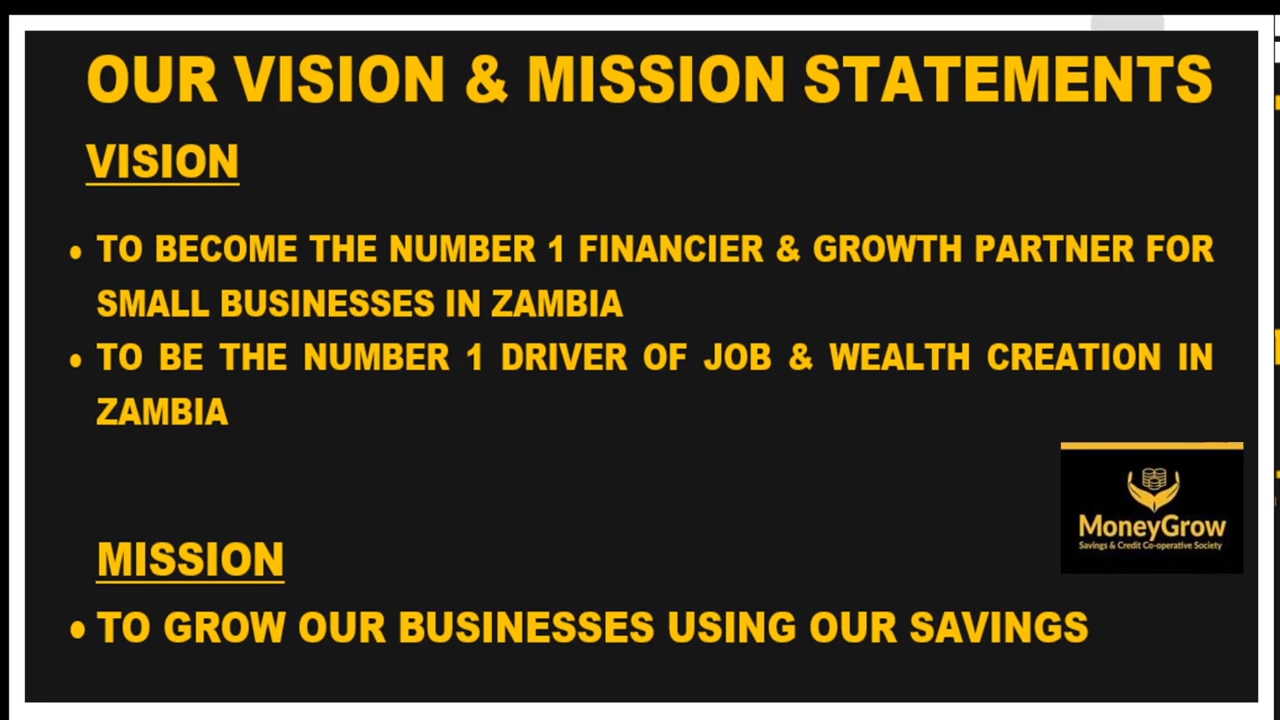 OUR VISION & MISSION STATEMENTS
VISION
• TO BECOME THE NUMBER 1 FINANCIER & GROWTH PARTNER FOR
SMALL BUSINESSES IN ZAMBIA
• TO BE THE NUMBER 1 DRIVER OF JOB & WEALTH CREATION IN
ZAMBIA
MoneyGrow
Savings & Credit Co-operative Society
MISSION
• TO GROW OUR BUSINESSES USING OUR SAVINGS